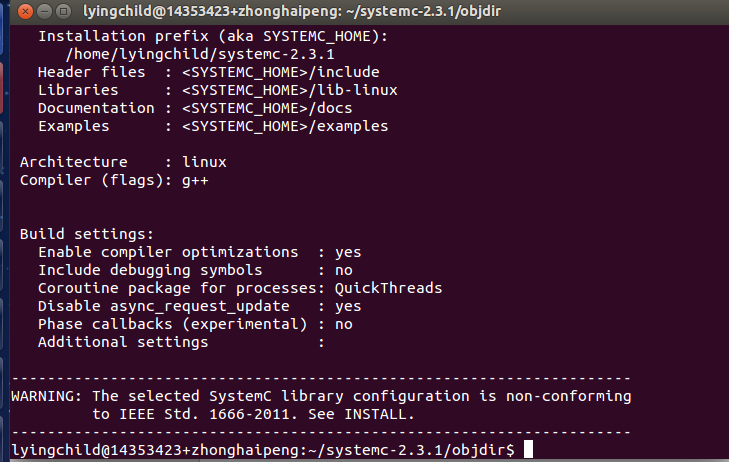 lyingchild@14353423+zhonghaipeng: ~/systemc-2.3.1/objdir
Installation prefix (aka SYSTEMC_HOME):
/home/lyingchild/systemc-2.3.1
Header files  : <SYSTEMC_HOME>/include
Libraries     : <SYSTEMC_HOME>/lib-linux
Documentation : <SYSTEMC_HOME>/docs
Examples      : <SYSTEMC_HOME>/examples
Architecture    : linux
Compiler (flags): g++
Build settings:
Enable compiler optimizations  : yes
Include debugging symbols      : no
Coroutine package for processes: QuickThreads
Disable async_request_update   : yes
Phase callbacks (experimental) : no
Additional settings            :
---------------------------------------------------------------------
WARNING: The selected SystemC library configuration is non-conforming
to IEEE Std. 1666-2011. See INSTALL.
---------------------------------------------------------------------
lyingchild@14353423+zhonghaipeng:~/systemc-2.3.1/objdir$